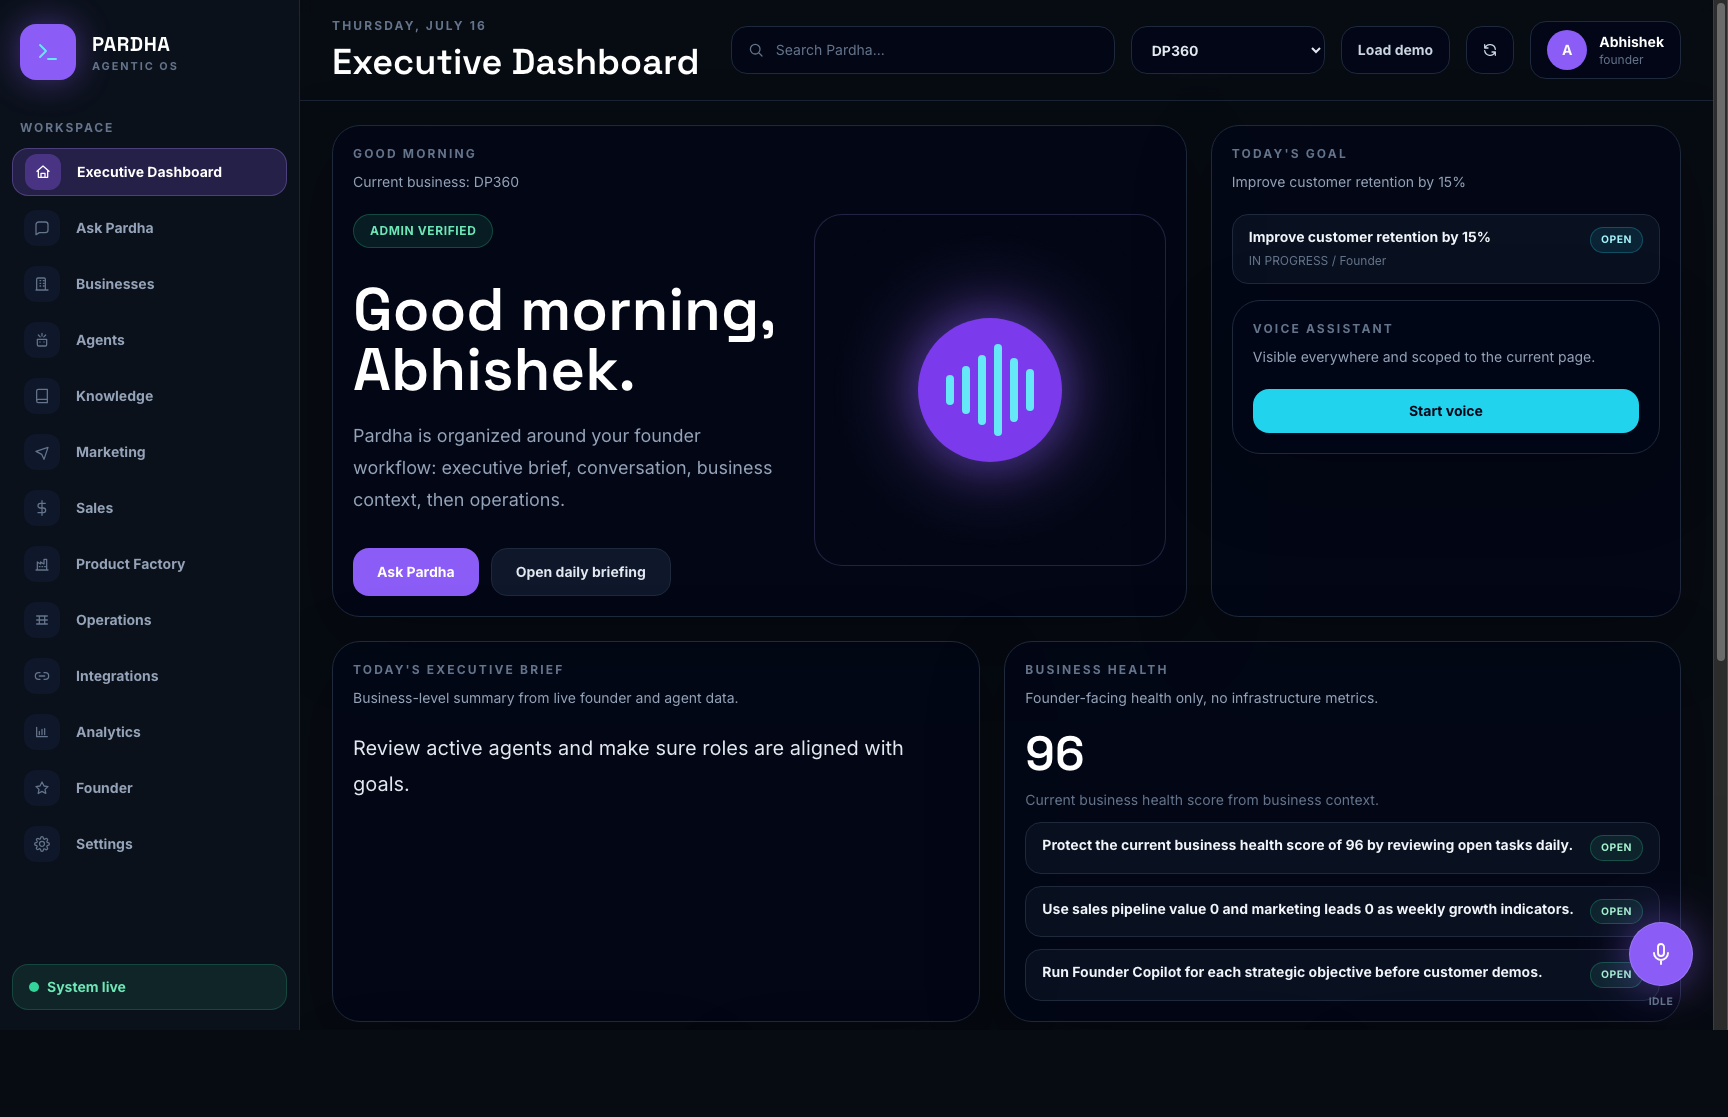 PARDHA
AGENTIC OS
WORKSPACE
Executive Dashboard
Ask Pardha
Businesses
Agents
Knowledge
Marketing
Sales
Product Factory
Operations
Integrations
Analytics
Founder
Settings
System live
THURSDAY, JULY 16
Executive Dashboard
Search Pardha...
DP360
Load demo
A
Abhishek
founder
GOOD MORNING
Current business: DP360
ADMIN VERIFIED
Good morning,
Abhishek.
Pardha is organized around your founder
workflow: executive brief, conversation, business
context, then operations.
Ask Pardha
Open daily briefing
TODAY'S GOAL
Improve customer retention by 15%
Improve customer retention by 15%
OPEN
IN PROGRESS / Founder
VOICE ASSISTANT
Visible everywhere and scoped to the current page.
Start voice
TODAY'S EXECUTIVE BRIEF
Business-level summary from live founder and agent data.
Review active agents and make sure roles are aligned with
goals.
BUSINESS HEALTH
Founder-facing health only, no infrastructure metrics.
96
Current business health score from business context.
Protect the current business health score of 96 by reviewing open tasks daily.
OPEN
Use sales pipeline value 0 and marketing leads 0 as weekly growth indicators.
OPEN
Run Founder Copilot for each strategic objective before customer demos.
OPEN
IDLE